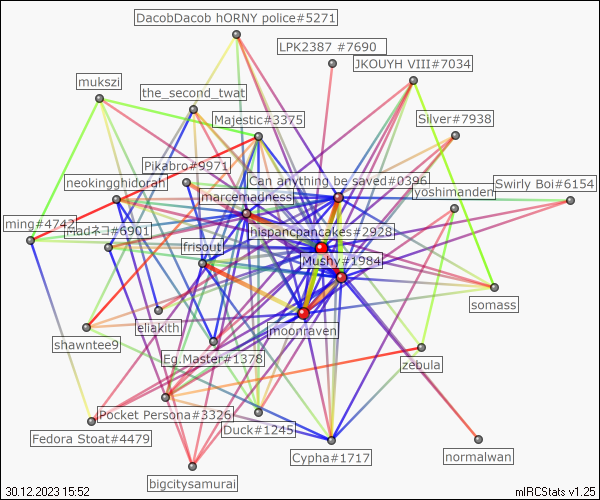 DacobDacob hORNY police#5271
LPK2387 #7690
JKOUYH VIII#7034
mukszi
the_second_twat
Majestic#3375
Silver#7938
Pikabro#9971
neokingghidorah
Can anything be saved#0396
Swirly Boi#6154
marcemadness
yoshimanden
ming#4747
madネコ#6901
hispancpancakes#2928
frisout
Mushy#1984
somass
eliakith
moonraven
shawntee9
Eg.Master#1378
zebula
Pocket Persona#3326
Duck#1245
Fedora Stoat#4479
Cypha#1717
normalwan
bigcitysamurai
30.12.2023 15:52
mIRCStats v1.25